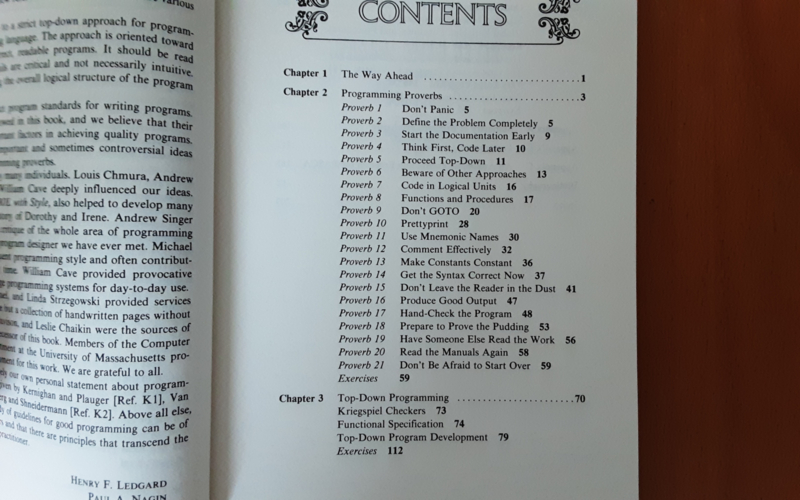 various
to a strict top-down approach for program-
language. The approach is oriented toward
readable programs. It should be read
are critical and not necessarily intuitive.
the overall logical structure of the program
program standards for writing programs.
in this book, and we believe that their
factors in achieving quality programs.
and sometimes controversial ideas
proverbs.
many individuals. Louis Chmura, Andrew
William Cave deeply influenced our ideas.
with Style, also helped to develop many
of Dorothy and Irene. Andrew Singer
of the whole area of programming
program designer we have ever met. Michael
programming style and often contribut-
time. William Cave provided provocative
programming systems for day-to-day use.
and Linda Strzegowski provided services
but a collection of handwritten pages without
and Leslie Chaikin were the sources of
of this book. Members of the Computer
at the University of Massachusetts pro-
for this work. We are grateful to all.
our own personal statement about program-
by Kernighan and Plauger [Ref. K1], Van
and Shneidermann [Ref. K2]. Above all else,
of guidelines for good programming can be
and that there are principles that transcend the
practitioner.
HENRY F. LEDGARD
PAUL A. NAGIN
CONTENTS
Chapter 1 The Way Ahead ........................ 1
Chapter 2 Programming Proverbs ........................ 3
Proverb 1 Don't Panic 5
Proverb 2 Define the Problem Completely 5
Proverb 3 Start the Documentation Early 9
Proverb 4 Think First, Code Later 10
Proverb 5 Proceed Top-Down 11
Proverb 6 Beware of Other Approaches 13
Proverb 7 Code in Logical Units 16
Proverb 8 Functions and Procedures 17
Proverb 9 Don't GOTO 20
Proverb 10 Prettyprint 28
Proverb 11 Use Mnemonic Names 30
Proverb 12 Comment Effectively 32
Proverb 13 Make Constants Constant 36
Proverb 14 Get the Syntax Correct Now 37
Proverb 15 Don't Leave the Reader in the Dust 41
Proverb 16 Produce Good Output 47
Proverb 17 Hand-Check the Program 48
Proverb 18 Prepare to Prove the Pudding 53
Proverb 19 Have Someone Else Read the Work 56
Proverb 20 Read the Manuals Again 58
Proverb 21 Don't Be Afraid to Start Over 59
Exercises 59
Chapter 3 Top-Down Programming ........................ 70
Kriegspiel Checkers 73
Functional Specification 74
Top-Down Program Development 79
Exercises 112